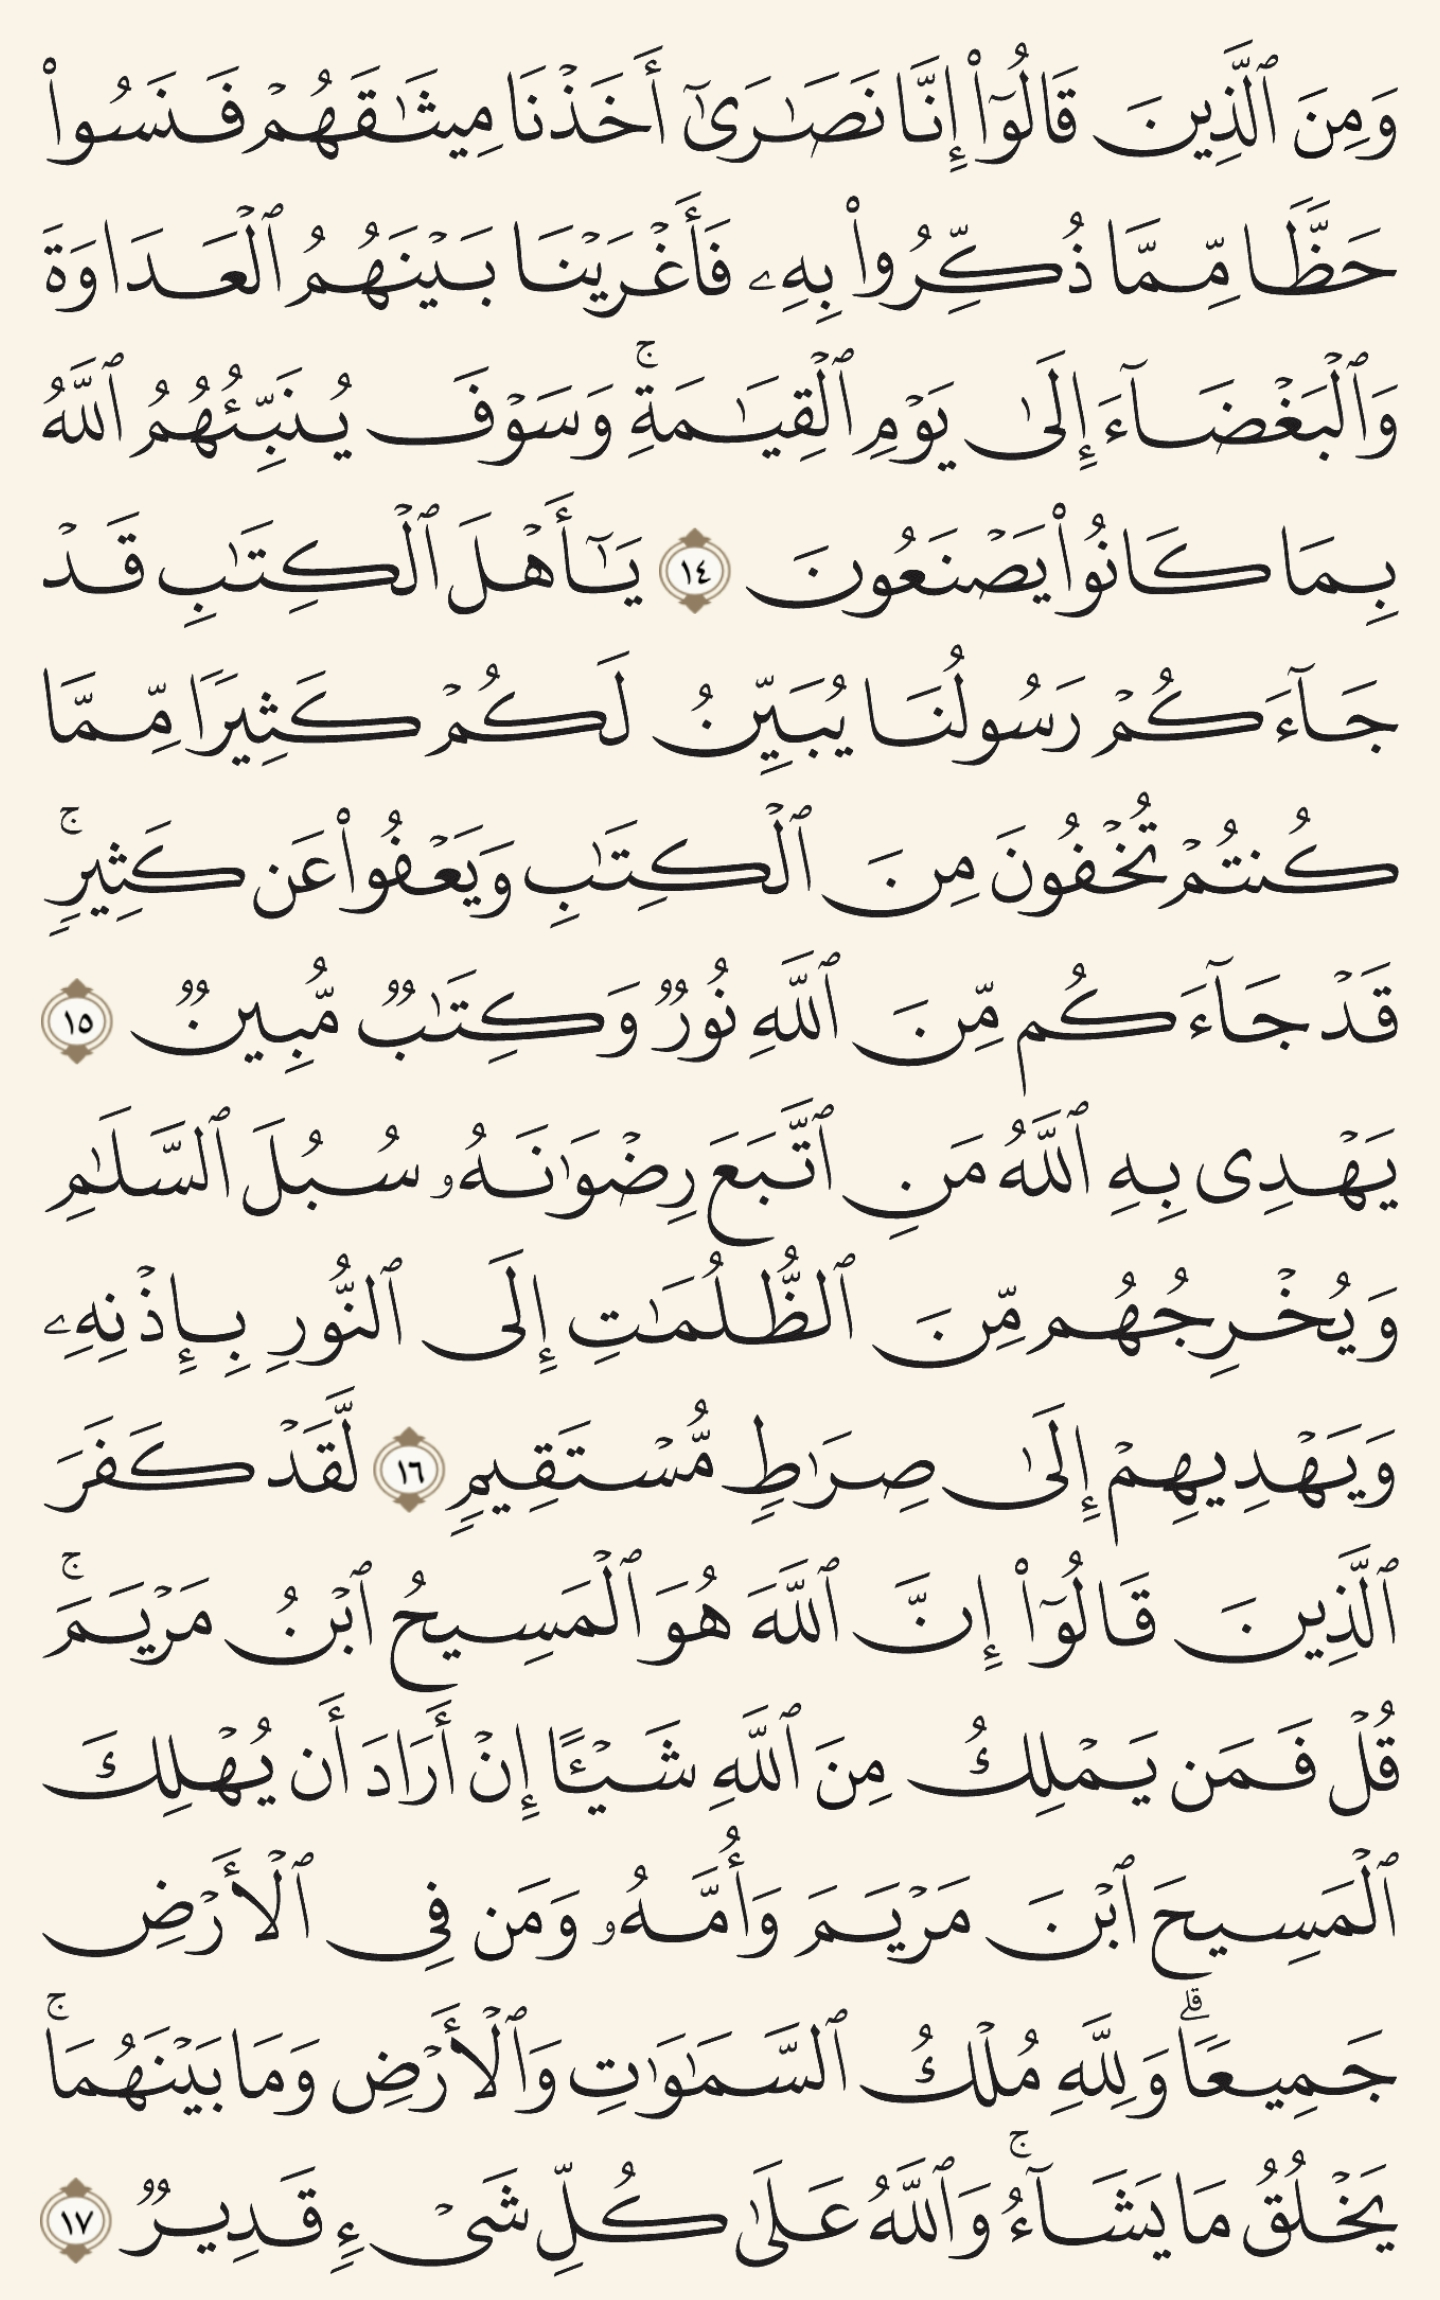 وَمِنَ ٱلَّذِينَ قَالُوٓا۟ إِنَّا نَصَـٰرَىٰٓ أَخَذْنَا مِيثَـٰقَهُمْ فَنَسُوا۟
حَظًّا مِّمَّا ذُكِّرُوا۟ بِهِۦ فَأَغْرَيْنَا بَيْنَهُمُ ٱلْعَدَاوَةَ
وَٱلْبَغْضَآءَ إِلَىٰ يَوْمِ ٱلْقِيَـٰمَةِ ۚ وَسَوْفَ يُنَبِّئُهُمُ ٱللَّهُ
بِمَا كَانُوا۟ يَصْنَعُونَ ١٤ يَـٰٓأَهْلَ ٱلْكِتَـٰبِ قَدْ
جَآءَكُمْ رَسُولُنَا يُبَيِّنُ لَكُمْ كَثِيرًا مِّمَّا
كُنتُمْ تُخْفُونَ مِنَ ٱلْكِتَـٰبِ وَيَعْفُوا۟ عَن كَثِيرٍ ۚ
قَدْ جَآءَكُم مِّنَ ٱللَّهِ نُورٌ وَكِتَـٰبٌ مُّبِينٌ ١٥
يَهْدِى بِهِ ٱللَّهُ مَنِ ٱتَّبَعَ رِضْوَٰنَهُۥ سُبُلَ ٱلسَّلَـٰمِ
وَيُخْرِجُهُم مِّنَ ٱلظُّلُمَـٰتِ إِلَى ٱلنُّورِ بِإِذْنِهِۦ
وَيَهْدِيهِمْ إِلَىٰ صِرَٰطٍ مُّسْتَقِيمٍ ١٦ لَّقَدْ كَفَرَ
ٱلَّذِينَ قَالُوٓا۟ إِنَّ ٱللَّهَ هُوَ ٱلْمَسِيحُ ٱبْنُ مَرْيَمَ ۚ
قُلْ فَمَن يَمْلِكُ مِنَ ٱللَّهِ شَيْـًٔا إِنْ أَرَادَ أَن يُهْلِكَ
ٱلْمَسِيحَ ٱبْنَ مَرْيَمَ وَأُمَّهُۥ وَمَن فِى ٱلْأَرْضِ
جَمِيعًا ۗ وَلِلَّهِ مُلْكُ ٱلسَّمَـٰوَٰتِ وَٱلْأَرْضِ وَمَا بَيْنَهُمَا ۚ
يَخْلُقُ مَا يَشَآءُ ۚ وَٱللَّهُ عَلَىٰ كُلِّ شَىْءٍ قَدِيرٌ ١٧